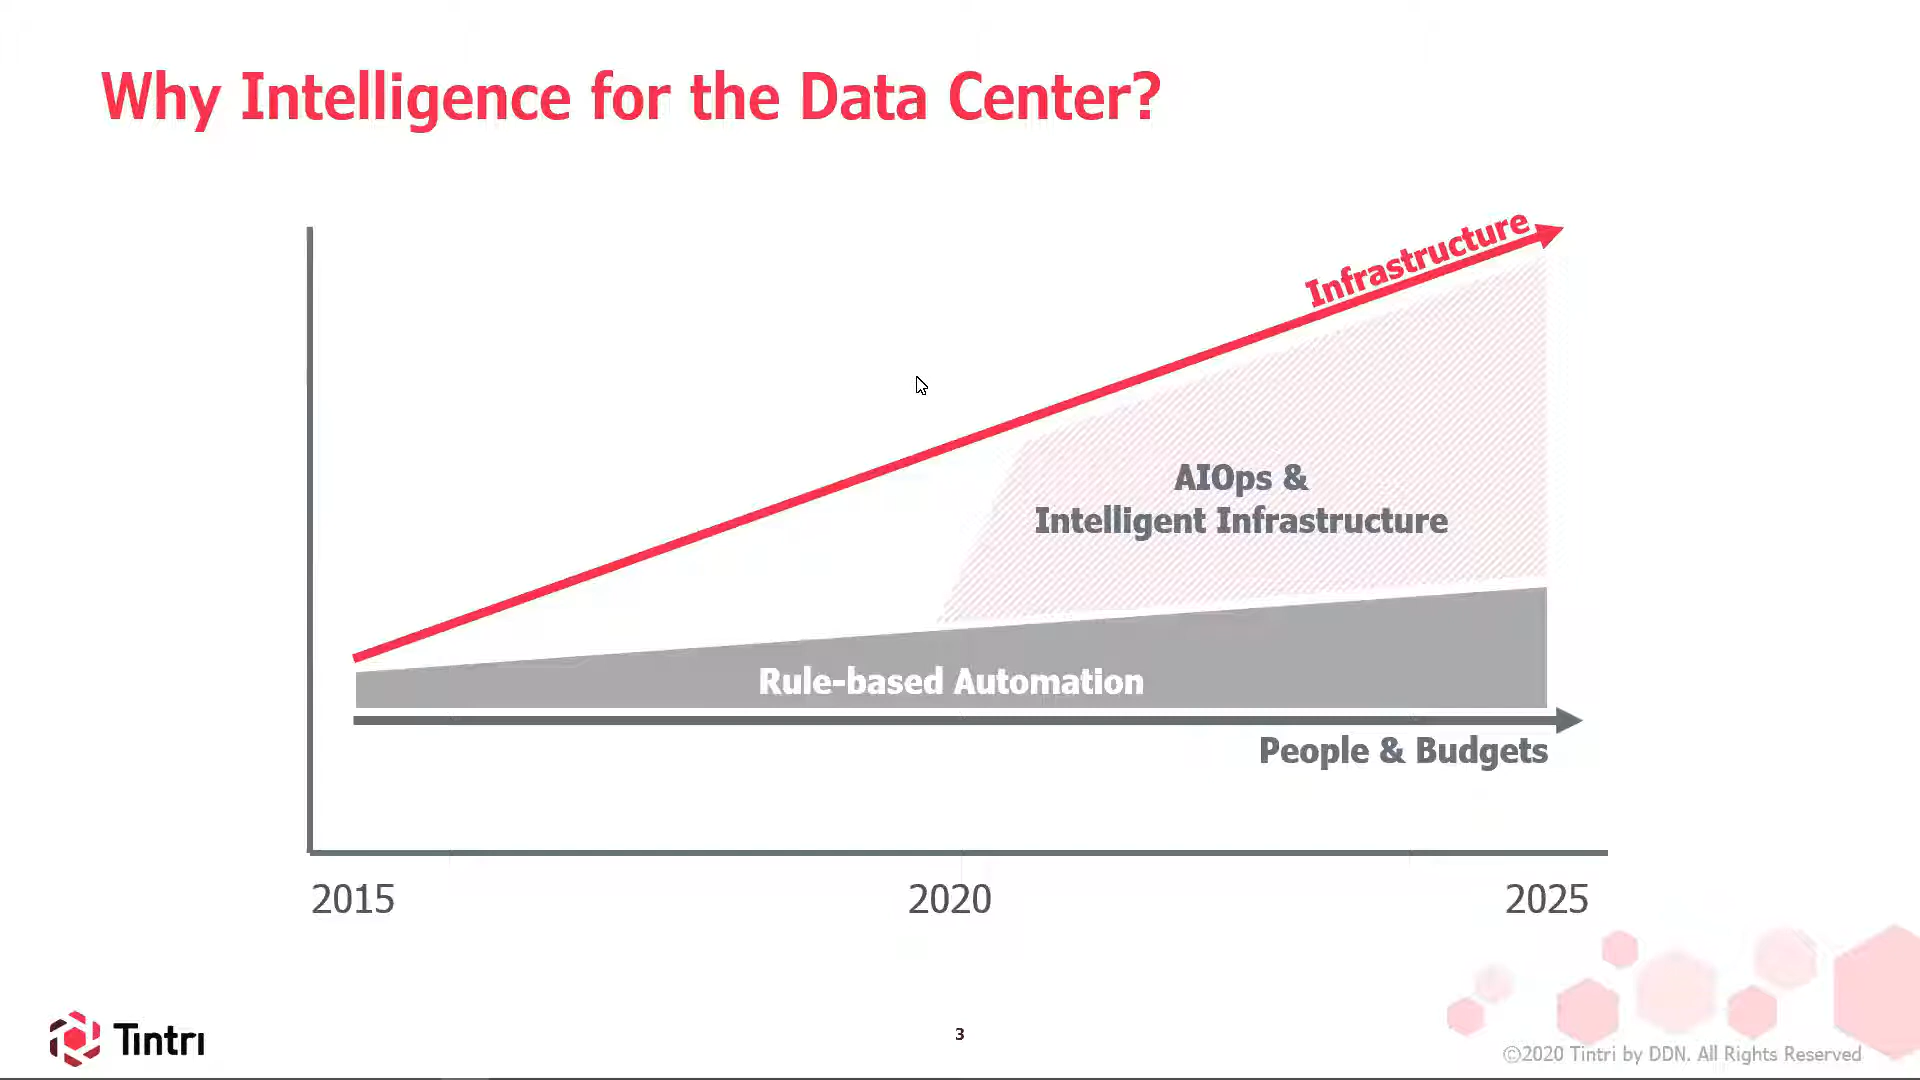 Why Intelligence for the Data Center?
Infrastructure
AIOps &
Intelligent Infrastructure
Rule-based Automation
People & Budgets
2015
2020
2025
Tintri
3
©2020 Tintri by DDN. All Rights Reserved